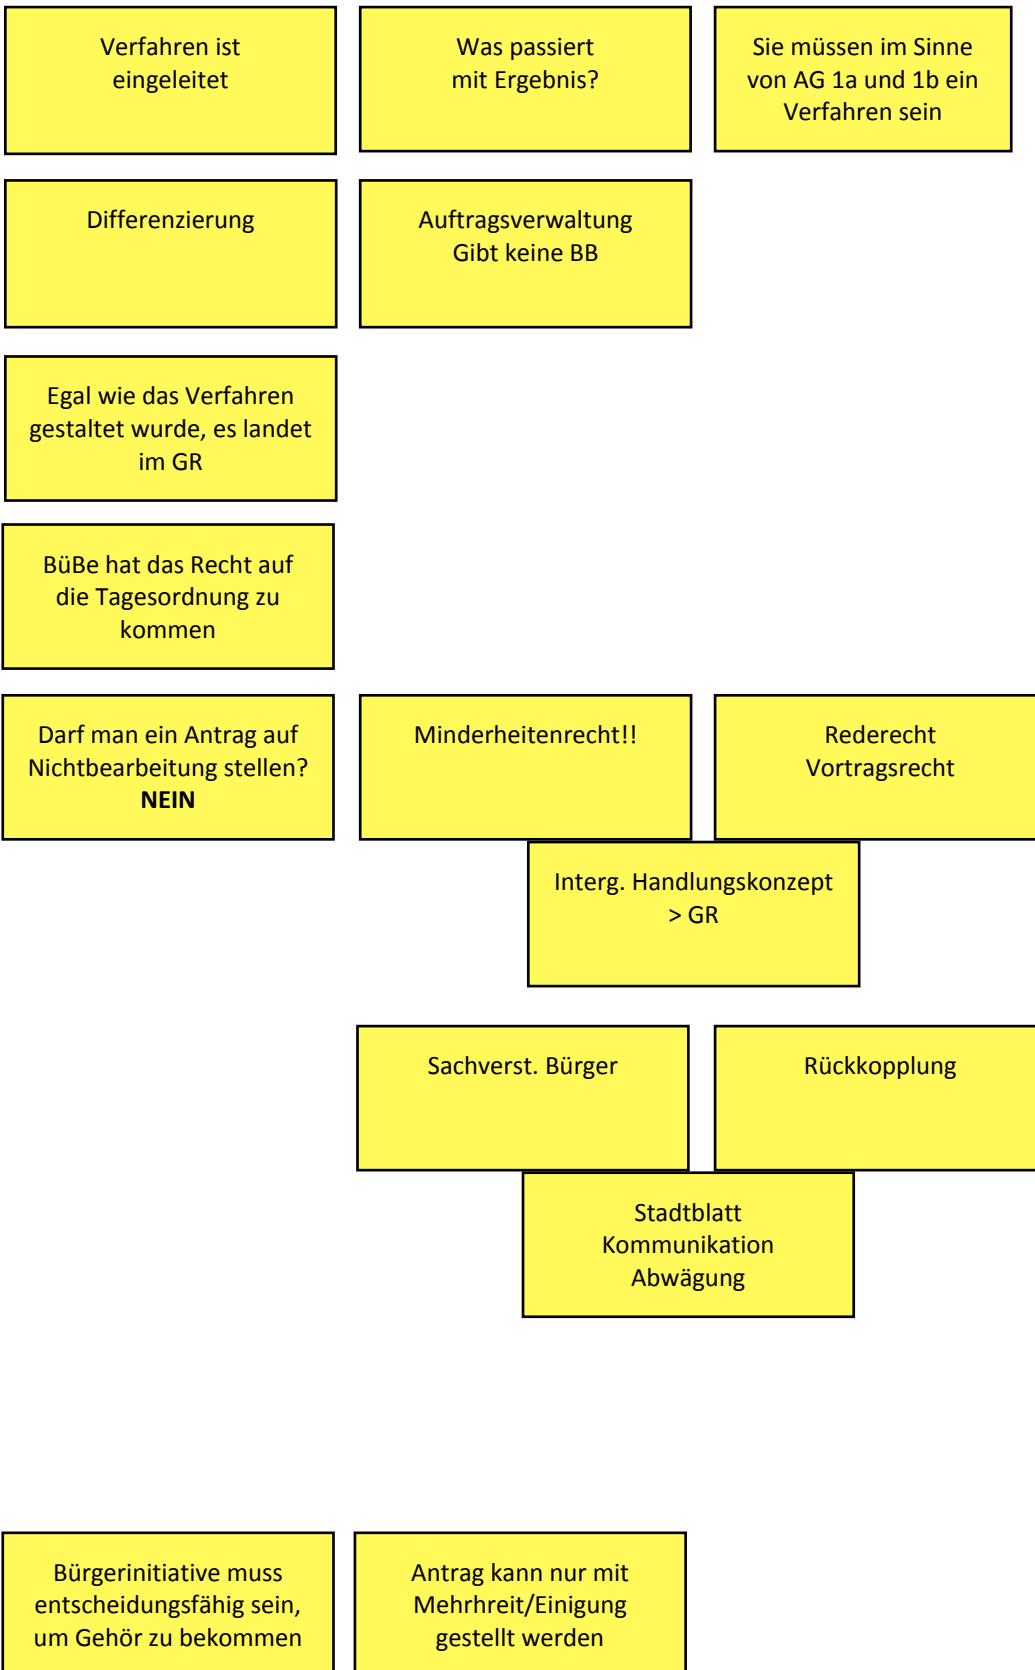 Verfahren ist
eingeleitet
Was passiert
mit Ergebnis?
Sie müssen im Sinne
von AG 1a und 1b ein
Verfahren sein
Differenzierung
Auftragsverwaltung
Gibt keine BB
Egal wie das Verfahren
gestaltet wurde, es landet
im GR
BüBe hat das Recht auf
die Tagesordnung zu
kommen
Darf man ein Antrag auf
Nichtbearbeitung stellen?
NEIN
Minderheitenrecht!!
Rederecht
Vortragsrecht
Interg. Handlungskonzept
> GR
Sachverst. Bürger
Rückkopplung
Stadtblatt
Kommunikation
Abwägung
Bürgerinitiative muss
entscheidungsfähig sein,
um Gehör zu bekommen
Antrag kann nur mit
Mehrhreit/Einigung
gestellt werden